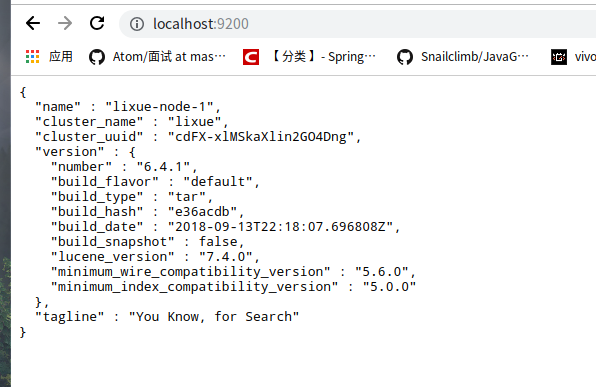 localhost:9200
应用 Atom/面试 at mas⋯ 【 分类 】- Spring⋯ Snailclimb/JavaG⋯ vivo
{
"name" : "lixue-node-1",
"cluster_name" : "lixue",
"cluster_uuid" : "cdFX-xlMSkaXlin2GO4Dng",
"version" : {
"number" : "6.4.1",
"build_flavor" : "default",
"build_type" : "tar",
"build_hash" : "e36acdb",
"build_date" : "2018-09-13T22:18:07.696808Z",
"build_snapshot" : false,
"lucene_version" : "7.4.0",
"minimum_wire_compatibility_version" : "5.6.0",
"minimum_index_compatibility_version" : "5.0.0"
},
"tagline" : "You Know, for Search"
}